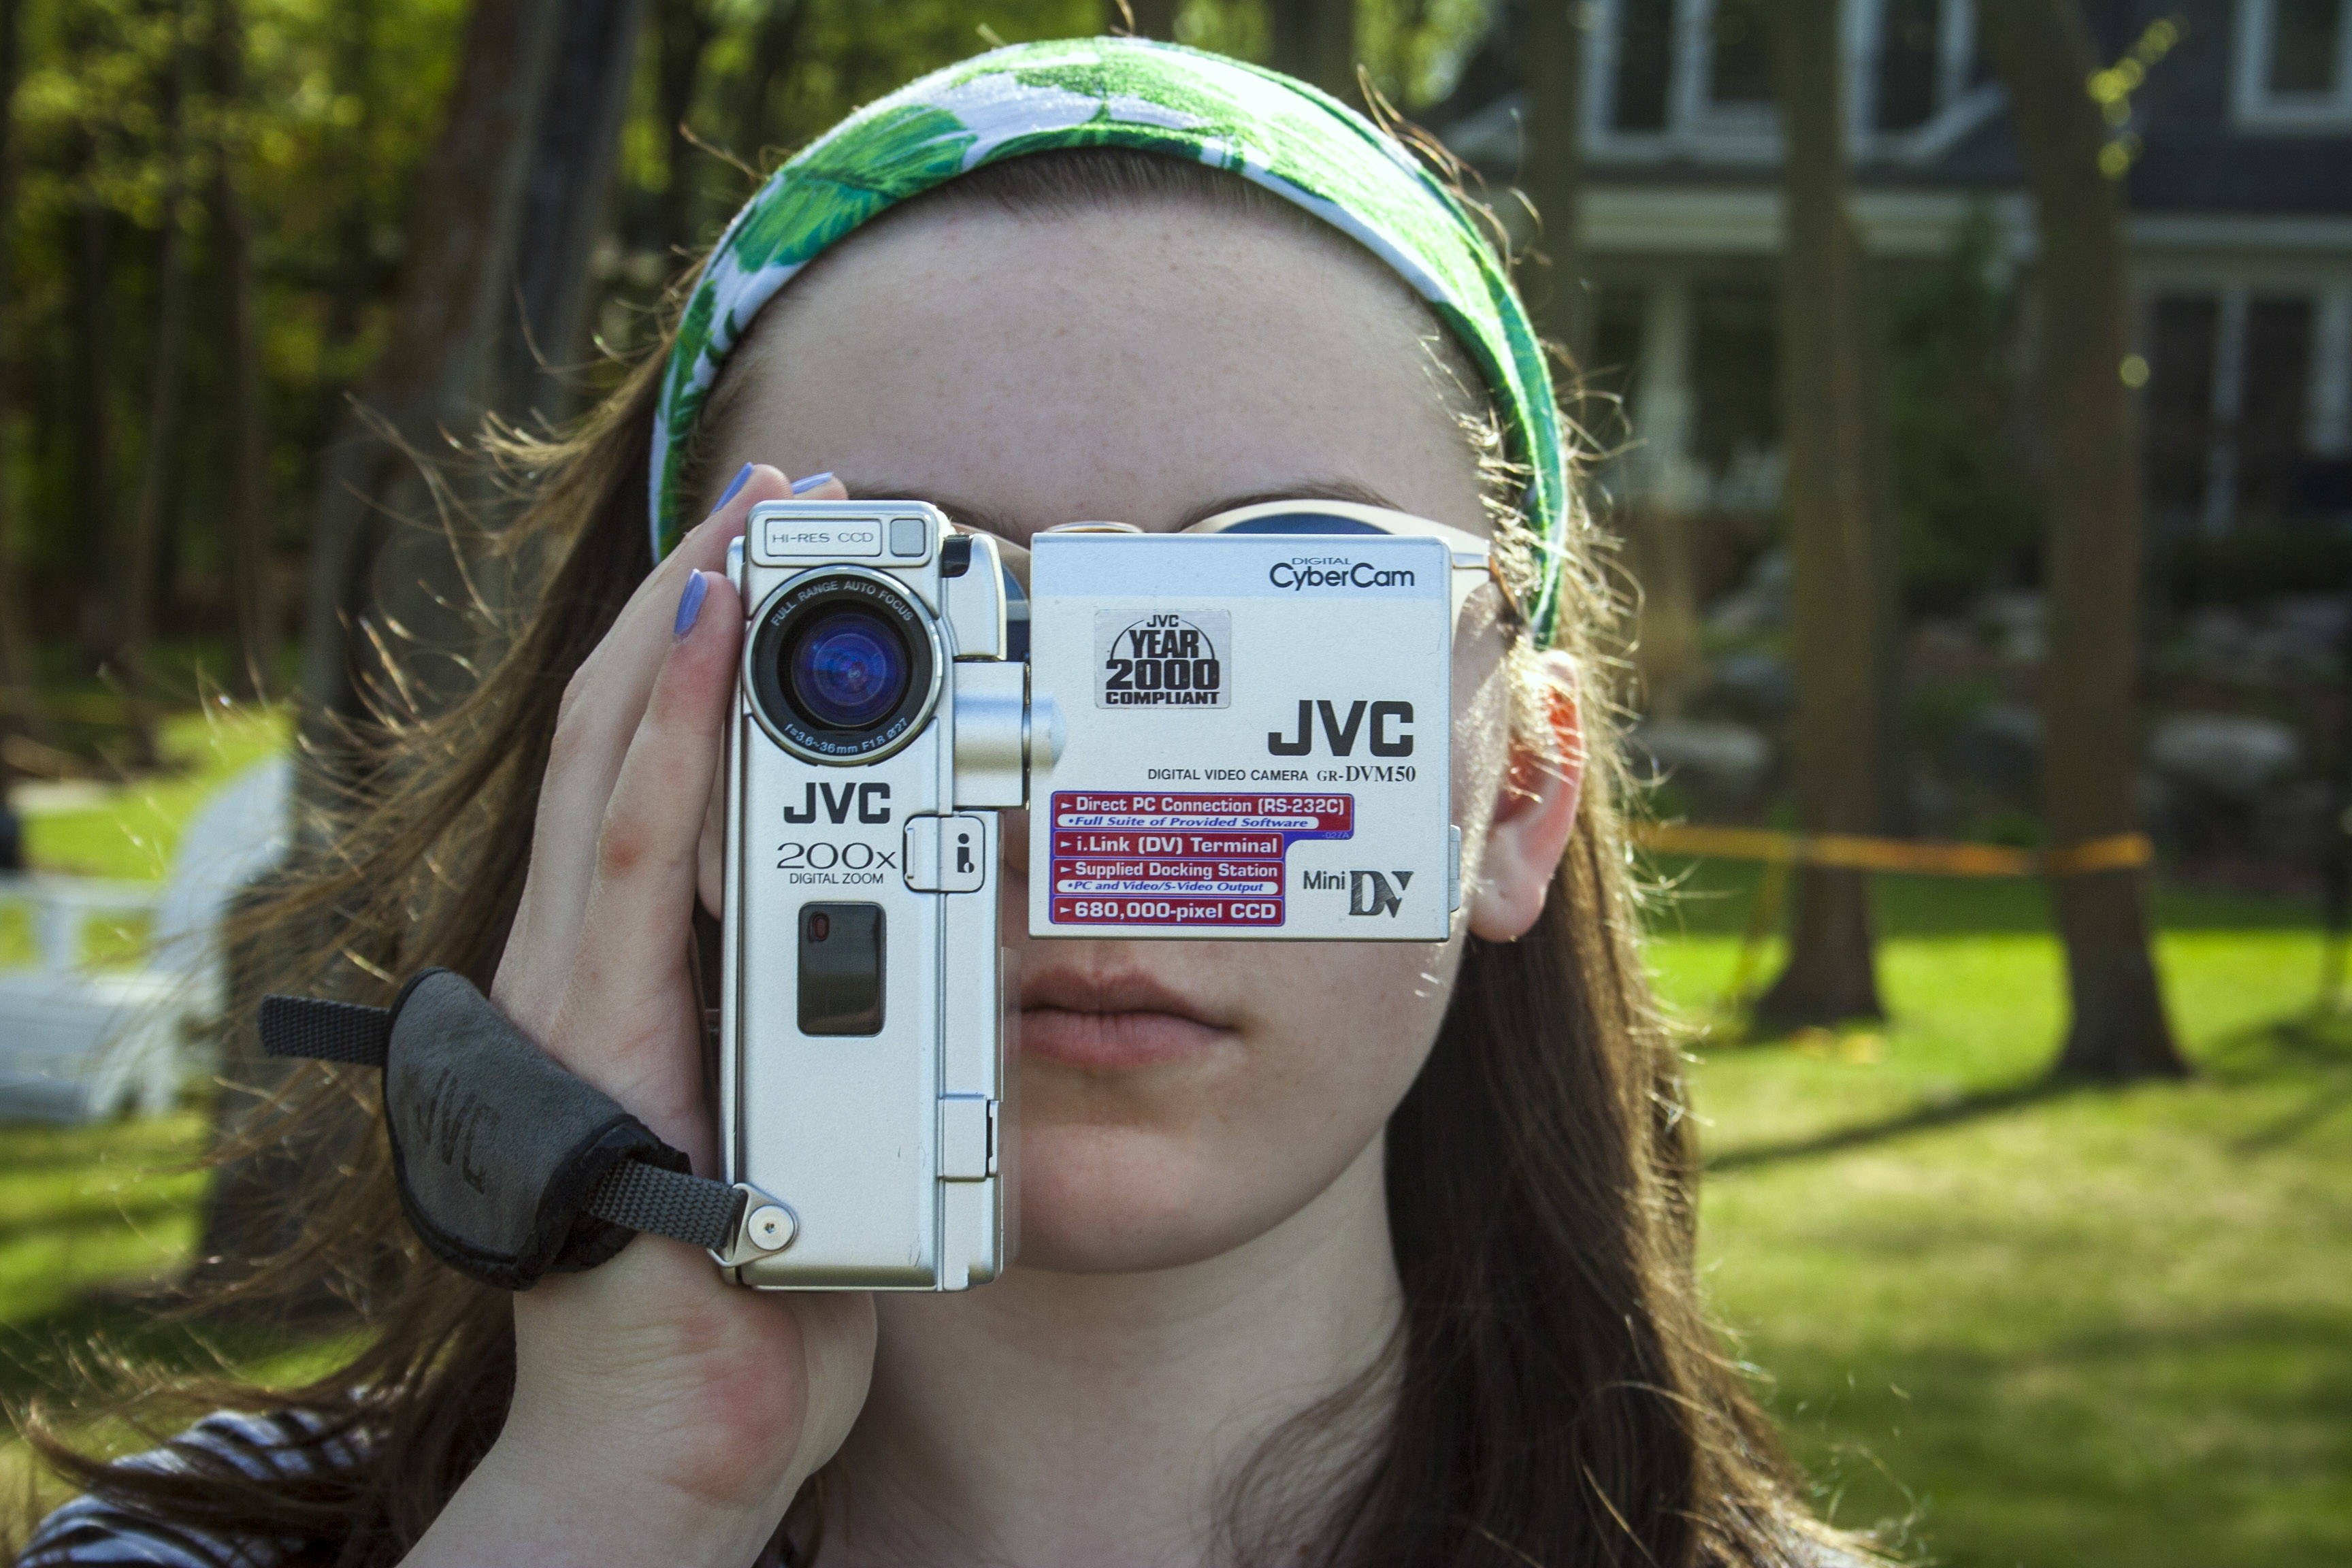 HI-RES CCD
FULL RANGE AUTO FOCUS
f=3.6~36mm F1.8 Ø27
JVC
200x
DIGITAL ZOOM
i
JVC
DIGITAL
CyberCam
JVC
YEAR
2000
COMPLIANT
JVC
DIGITAL VIDEO CAMERA GR-DVM50
► Direct PC Connection (RS-232C)
•Full Suite of Provided Software
-027A
► i.Link (DV) Terminal
► Supplied Docking Station
•PC and Video/S-Video Output
► 680,000-pixel CCD
Mini DV